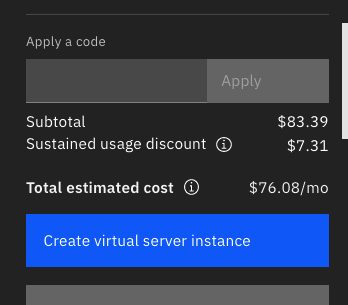 Apply a code
Apply
Subtotal $83.39
Sustained usage discount $7.31
Total estimated cost $76.08/mo
Create virtual server instance